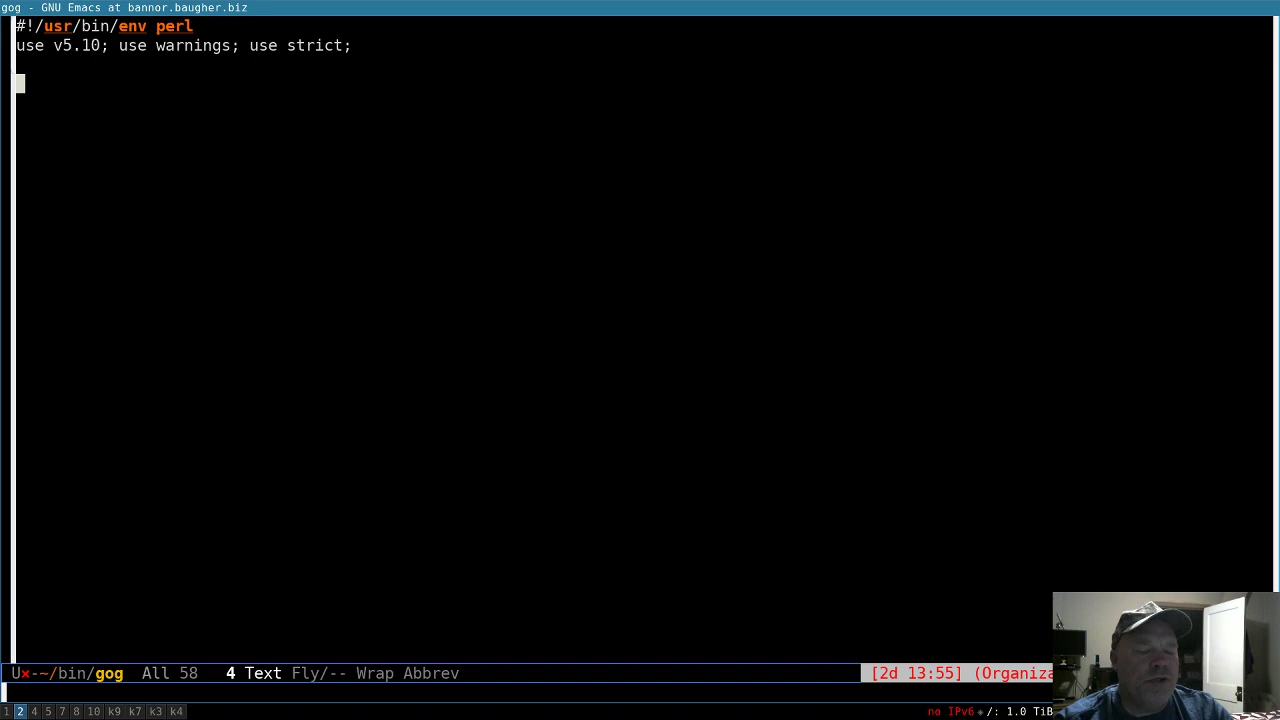 gog - GNU Emacs at bannor.baugher.biz
#!/usr/bin/env perl
use v5.10; use warnings; use strict;
U×-~/bin/gog All 58 4 Text Fly/-- Wrap Abbrev [2d 13:55] (Organiza
1 2 4 5 7 8 10 k9 k7 k3 k4 no IPv6 /: 1.0 TiB